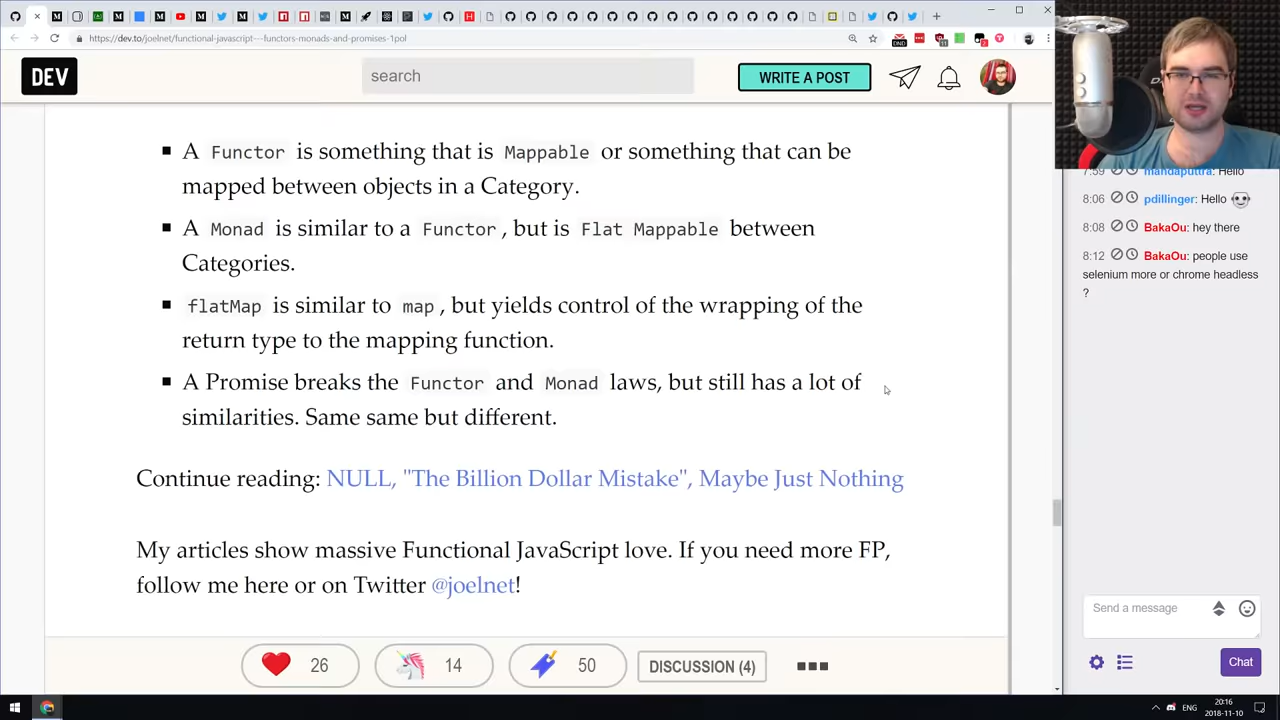 https://dev.to/joelnet/functional-javascript---functors-monads-and-promises-1pol
DEV
search
WRITE A POST
A Functor is something that is Mappable or something that can be
mapped between objects in a Category.
A Monad is similar to a Functor, but is Flat Mappable between
Categories.
flatMap is similar to map, but yields control of the wrapping of the
return type to the mapping function.
A Promise breaks the Functor and Monad laws, but still has a lot of
similarities. Same same but different.
Continue reading: NULL, "The Billion Dollar Mistake", Maybe Just Nothing
My articles show massive Functional JavaScript love. If you need more FP,
follow me here or on Twitter @joelnet!
26
14
50
DISCUSSION (4)
7:59 mandaputtra: Hello
8:06 pdillinger: Hello
8:08 BakaOu: hey there
8:12 BakaOu: people use
selenium more or chrome headless
?
Send a message
Chat
ENG
20:16
2018-11-10